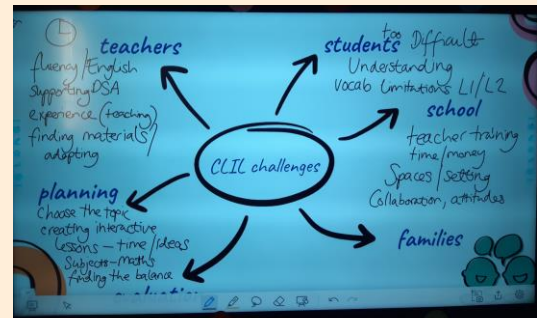 teachers
fluency/English
supporting DSA
experience (teaching)
finding materials/
adapting
students
too Difficult
Understanding
Vocab limitations L1/L2
school
teacher training
time/money
Spaces/setting
Collaboration, attitudes
CLIL challenges
planning
Choose the topic
creating interactive
lessons - time/ideas
Subjects - maths
finding the balance
families
evaluation